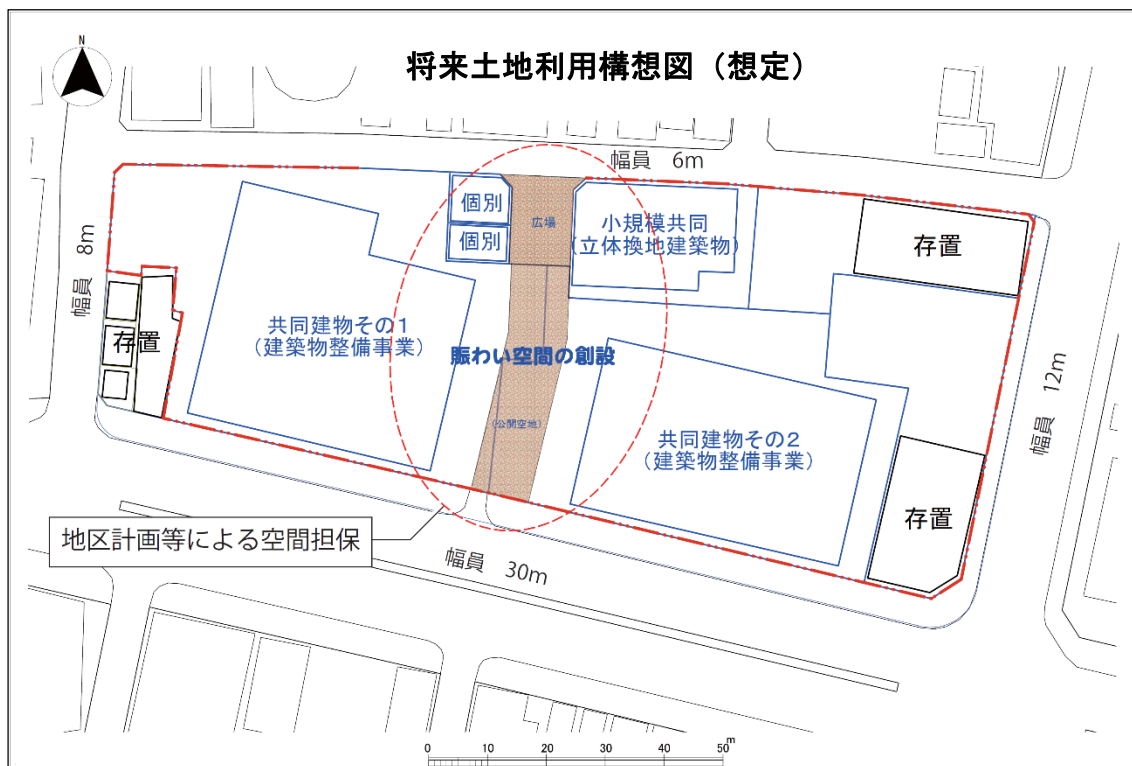 将来土地利用構想図（想定）
N
幅員 6m
個別
個別
広場
小規模共同
（立体換地建築物）
存置
幅員 8m
存置
共同建物その１
（建築物整備事業）
賑わい空間の創設
（公開空地）
共同建物その２
（建築物整備事業）
幅員 12m
存置
地区計画等による空間担保
幅員 30m
0 10 20 30 40 50m